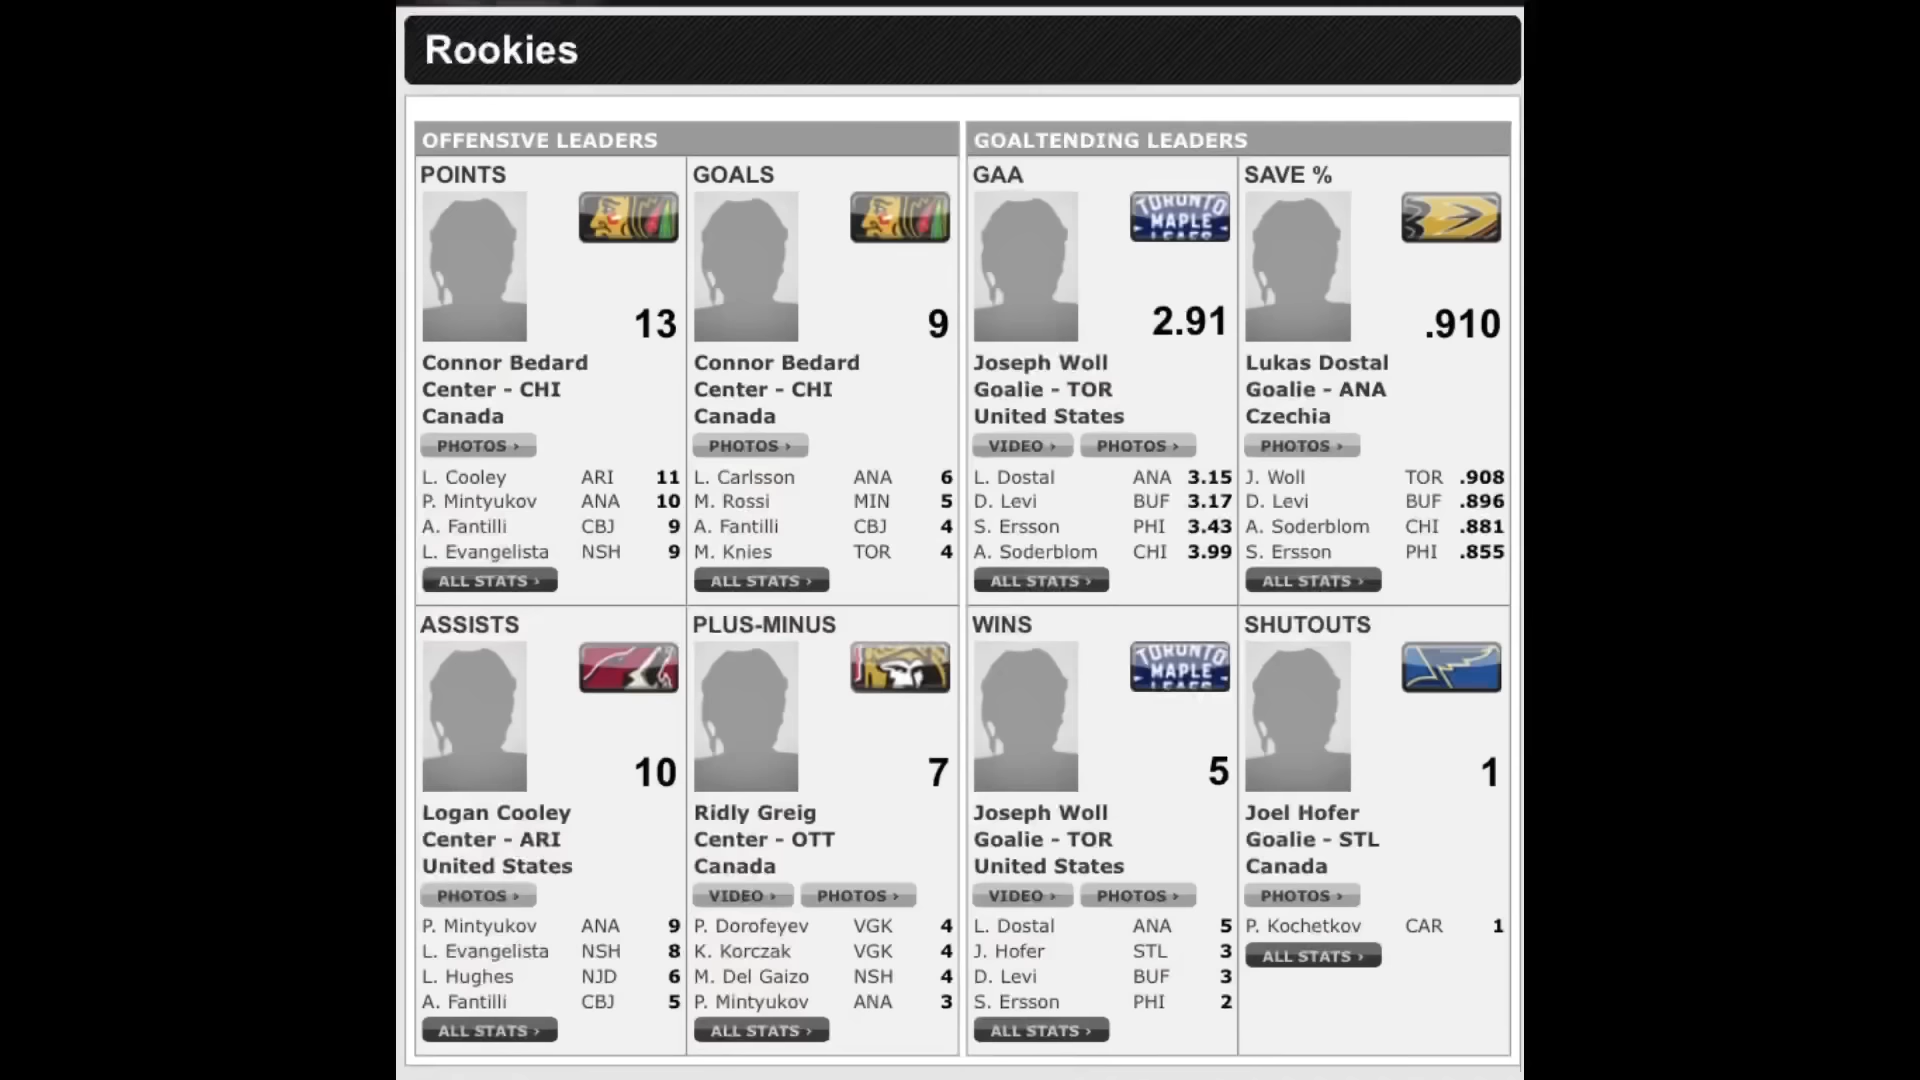 Rookies
OFFENSIVE LEADERS
POINTS
13
Connor Bedard
Center - CHI
Canada
PHOTOS ›
L. Cooley ARI 11
P. Mintyukov ANA 10
A. Fantilli CBJ 9
L. Evangelista NSH 9
ALL STATS ›
GOALS
9
Connor Bedard
Center - CHI
Canada
PHOTOS ›
L. Carlsson ANA 6
M. Rossi MIN 5
A. Fantilli CBJ 4
M. Knies TOR 4
ALL STATS ›
ASSISTS
10
Logan Cooley
Center - ARI
United States
PHOTOS ›
P. Mintyukov ANA 9
L. Evangelista NSH 8
L. Hughes NJD 6
A. Fantilli CBJ 5
ALL STATS ›
PLUS-MINUS
7
Ridly Greig
Center - OTT
Canada
VIDEO › PHOTOS ›
P. Dorofeyev VGK 4
K. Korczak VGK 4
M. Del Gaizo NSH 4
P. Mintyukov ANA 3
ALL STATS ›
GOALTENDING LEADERS
GAA
TORONTO
MAPLE
LEAFS
2.91
Joseph Woll
Goalie - TOR
United States
VIDEO › PHOTOS ›
L. Dostal ANA 3.15
D. Levi BUF 3.17
S. Ersson PHI 3.43
A. Soderblom CHI 3.99
ALL STATS ›
SAVE %
.910
Lukas Dostal
Goalie - ANA
Czechia
PHOTOS ›
J. Woll TOR .908
D. Levi BUF .896
A. Soderblom CHI .881
S. Ersson PHI .855
ALL STATS ›
WINS
TORONTO
MAPLE
LEAFS
5
Joseph Woll
Goalie - TOR
United States
VIDEO › PHOTOS ›
L. Dostal ANA 5
J. Hofer STL 3
D. Levi BUF 3
S. Ersson PHI 2
ALL STATS ›
SHUTOUTS
1
Joel Hofer
Goalie - STL
Canada
PHOTOS ›
P. Kochetkov CAR 1
ALL STATS ›